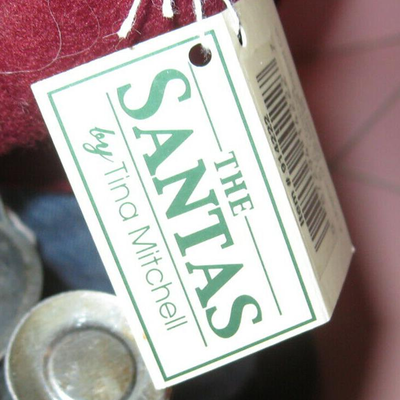 THE
SANTAS
by Tina Mitchell